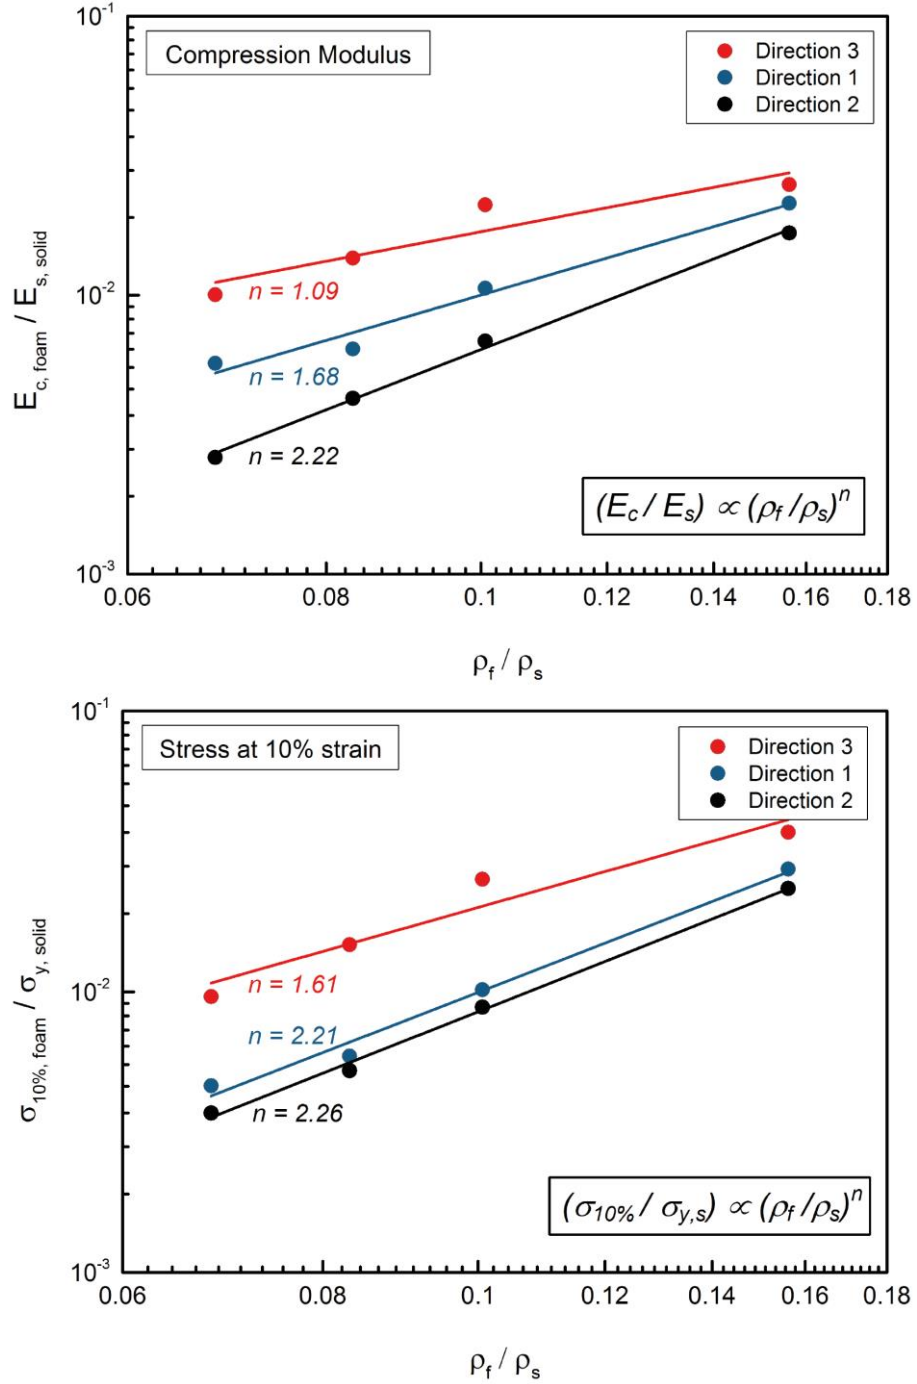 10⁻¹
Compression Modulus
Direction 3
Direction 1
Direction 2
E_c, foam / E_s, solid
10⁻²
n = 1.09
n = 1.68
n = 2.22
(E_c / E_s) ∝ (ρ_f /ρ_s)ⁿ
10⁻³
0.06 0.08 0.1 0.12 0.14 0.16 0.18
ρ_f / ρ_s
10⁻¹
Stress at 10% strain
Direction 3
Direction 1
Direction 2
σ_10%, foam / σ_y, solid
10⁻²
n = 1.61
n = 2.21
n = 2.26
(σ_10% / σ_y,s) ∝ (ρ_f /ρ_s)ⁿ
10⁻³
0.06 0.08 0.1 0.12 0.14 0.16 0.18
ρ_f / ρ_s